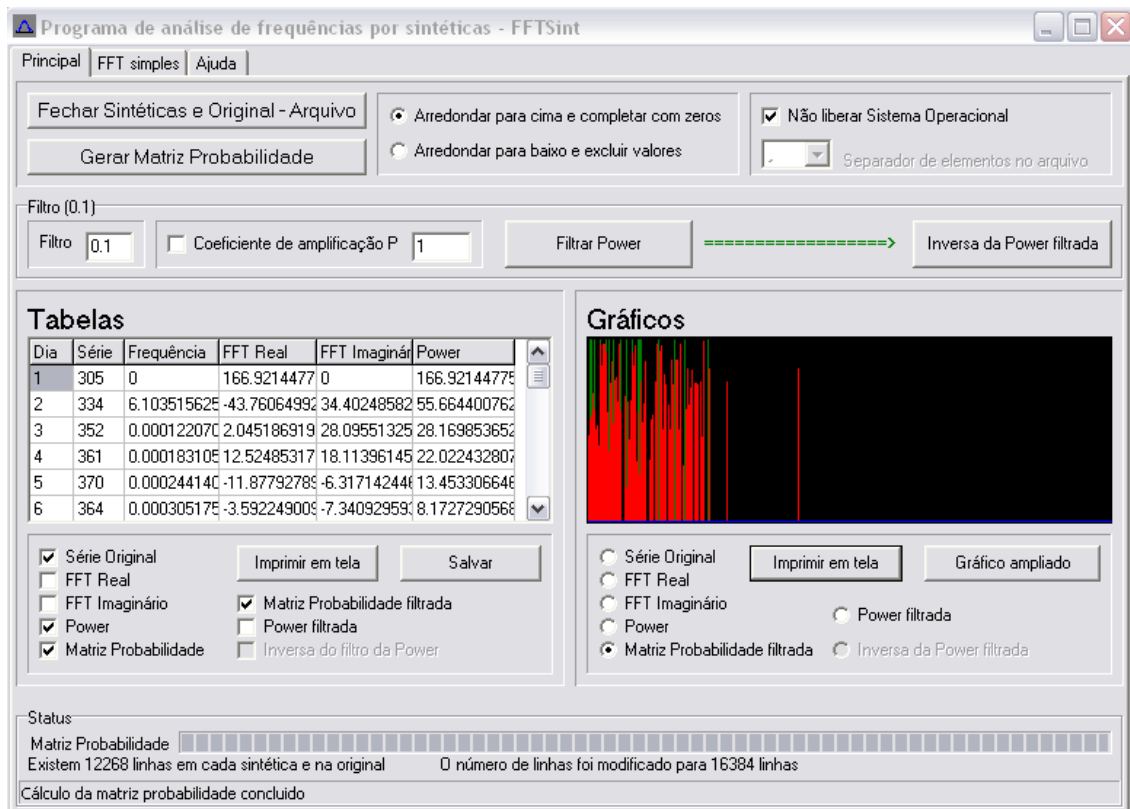 Programa de análise de frequências por sintéticas - FFTSint
Principal FFT simples Ajuda
Fechar Sintéticas e Original - Arquivo
Gerar Matriz Probabilidade
Arredondar para cima e completar com zeros
Arredondar para baixo e excluir valores
Não liberar Sistema Operacional
, Separador de elementos no arquivo
Filtro (0.1)
Filtro 0.1 Coeficiente de amplificação P 1 Filtrar Power ==================> Inversa da Power filtrada
Tabelas
Dia Série Frequência FFT Real FFT Imaginár Power
1 305 0 166.9214477 0 166.92144775
2 334 6.103515625 -43.76064992 34.40248582 55.664400762
3 352 0.000122070 2.045186919 28.09551325 28.169853652
4 361 0.000183105 12.52485317 18.11396145 22.022432807
5 370 0.000244140 -11.87792789 -6.317142446 13.453306646
6 364 0.000305175 -3.592249009 -7.340929593 8.1727290568
Série Original
FFT Real
FFT Imaginário
Power
Matriz Probabilidade
Imprimir em tela Salvar
Matriz Probabilidade filtrada
Power filtrada
Inversa do filtro da Power
Gráficos
Série Original
FFT Real
FFT Imaginário
Power
Matriz Probabilidade filtrada
Imprimir em tela Gráfico ampliado
Power filtrada
Inversa da Power filtrada
Status
Matriz Probabilidade
Existem 12268 linhas em cada sintética e na original O número de linhas foi modificado para 16384 linhas
Cálculo da matriz probabilidade concluido